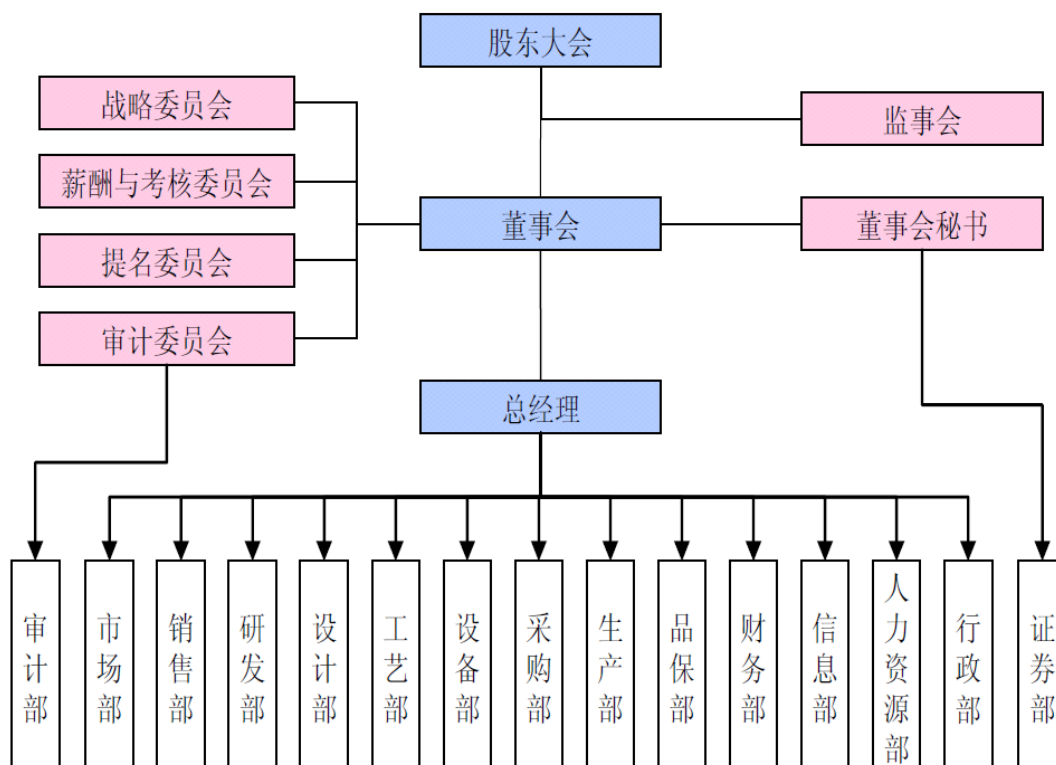 股东大会
战略委员会
监事会
薪酬与考核委员会
董事会
董事会秘书
提名委员会
审计委员会
总经理
审计部
市场部
销售部
研发部
设计部
工艺部
设备部
采购部
生产部
品保部
财务部
信息部
人力资源部
行政部
证券部